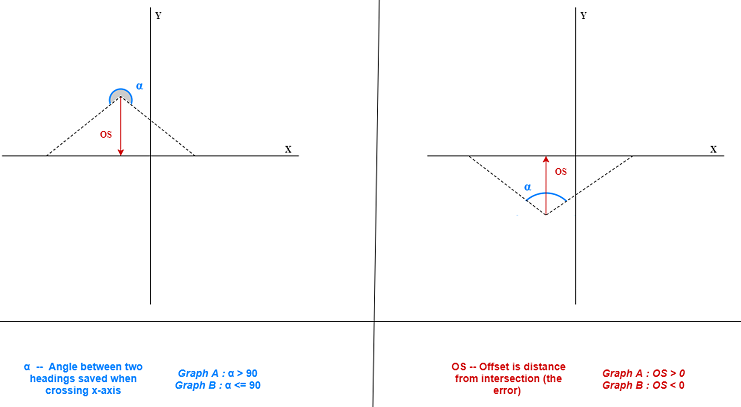 Y
α
OS
X
Y
X
OS
α
α -- Angle between two
headings saved when
crossing x-axis
Graph A : α > 90
Graph B : α <= 90
OS -- Offset is distance
from intersection (the
error)
Graph A : OS > 0
Graph B : OS < 0